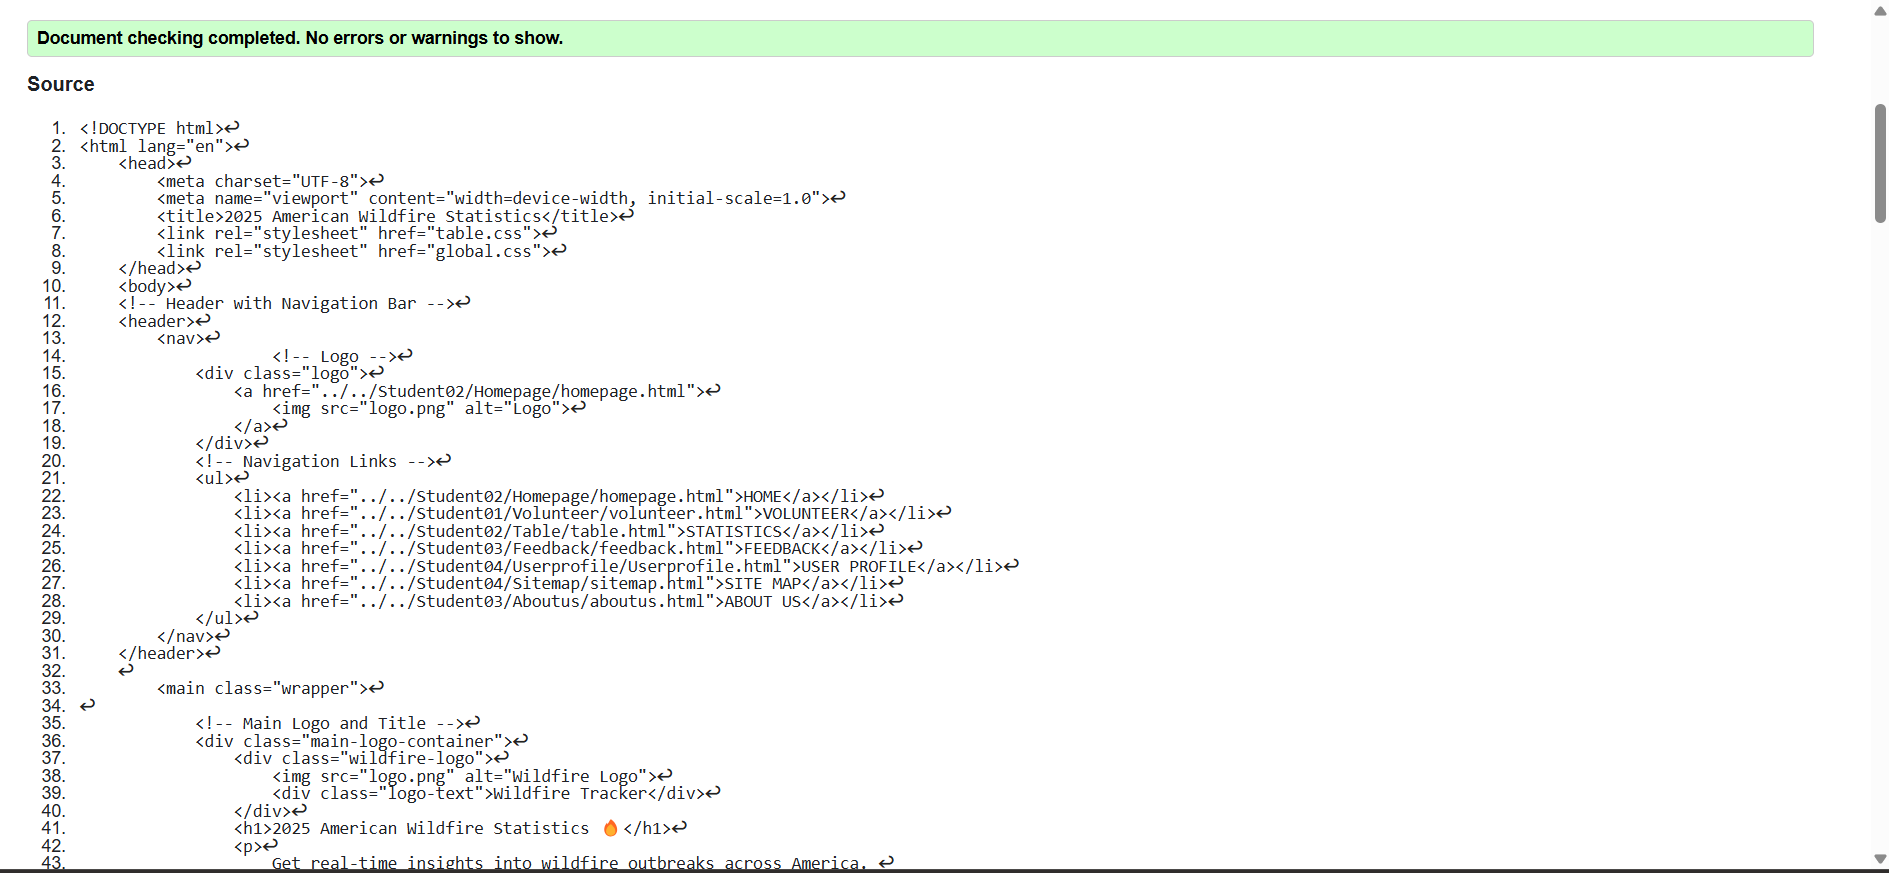 Document checking completed. No errors or warnings to show.
Source
1. <!DOCTYPE html>↩
2. <html lang="en">↩
3.     <head>↩
4.         <meta charset="UTF-8">↩
5.         <meta name="viewport" content="width=device-width, initial-scale=1.0">↩
6.         <title>2025 American Wildfire Statistics</title>↩
7.         <link rel="stylesheet" href="table.css">↩
8.         <link rel="stylesheet" href="global.css">↩
9.     </head>↩
10.     <body>↩
11.     <!-- Header with Navigation Bar -->↩
12.     <header>↩
13.         <nav>↩
14.                     <!-- Logo -->↩
15.             <div class="logo">↩
16.                 <a href="../../Student02/Homepage/homepage.html">↩
17.                     <img src="logo.png" alt="Logo">↩
18.                 </a>↩
19.             </div>↩
20.             <!-- Navigation Links -->↩
21.             <ul>↩
22.                 <li><a href="../../Student02/Homepage/homepage.html">HOME</a></li>↩
23.                 <li><a href="../../Student01/Volunteer/volunteer.html">VOLUNTEER</a></li>↩
24.                 <li><a href="../../Student02/Table/table.html">STATISTICS</a></li>↩
25.                 <li><a href="../../Student03/Feedback/feedback.html">FEEDBACK</a></li>↩
26.                 <li><a href="../../Student04/Userprofile/Userprofile.html">USER PROFILE</a></li>↩
27.                 <li><a href="../../Student04/Sitemap/sitemap.html">SITE MAP</a></li>↩
28.                 <li><a href="../../Student03/Aboutus/aboutus.html">ABOUT US</a></li>↩
29.             </ul>↩
30.         </nav>↩
31.     </header>↩
32.     ↩
33.         <main class="wrapper">↩
34. ↩
35.             <!-- Main Logo and Title -->↩
36.             <div class="main-logo-container">↩
37.                 <div class="wildfire-logo">↩
38.                     <img src="logo.png" alt="Wildfire Logo">↩
39.                     <div class="logo-text">Wildfire Tracker</div>↩
40.                 </div>↩
41.                 <h1>2025 American Wildfire Statistics 🔥</h1>↩
42.                 <p>↩
43.                     Get real-time insights into wildfire outbreaks across America. ↩